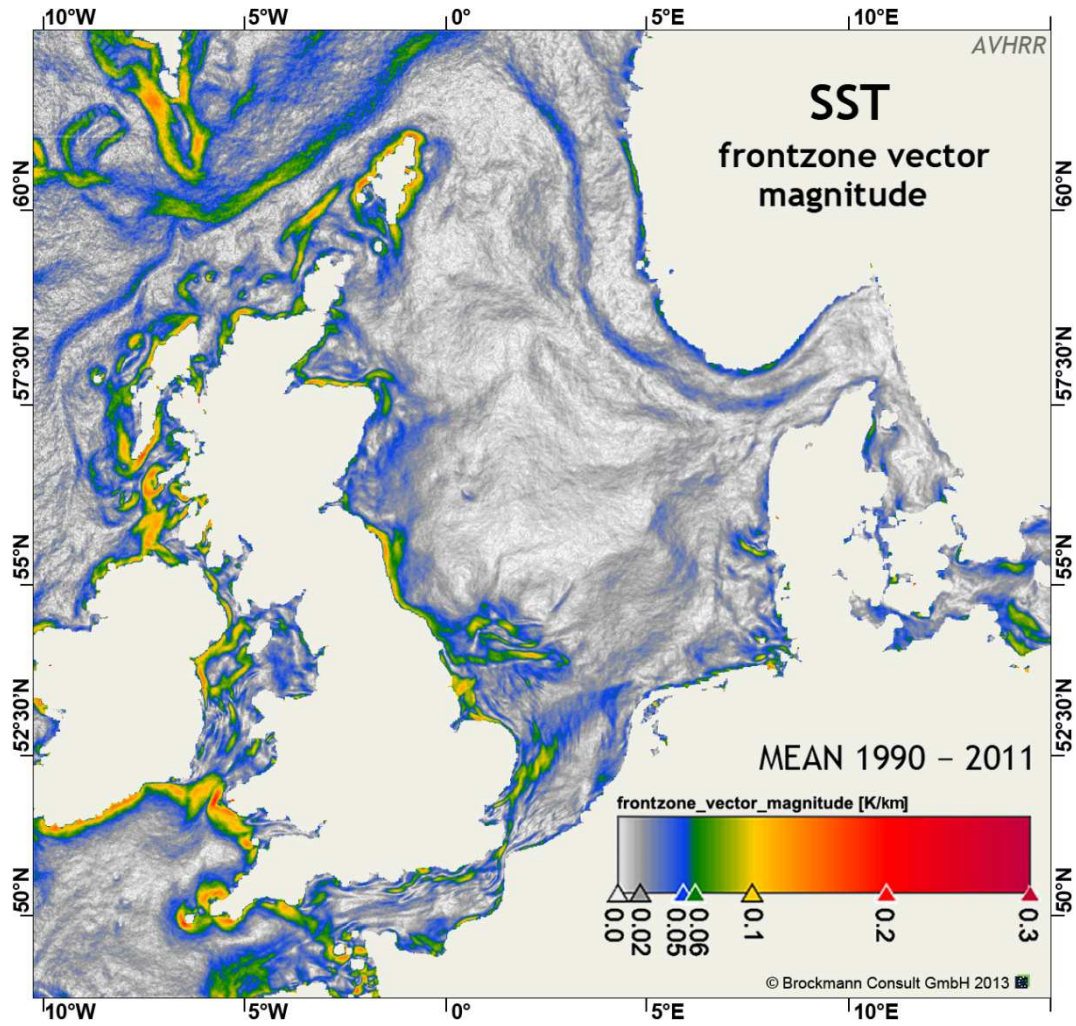 10°W 5°W 0° 5°E 10°E
AVHRR
SST
frontzone vector
magnitude
60°N 60°N
57°30'N 57°30'N
55°N 55°N
52°30'N 52°30'N
MEAN 1990 – 2011
frontzone_vector_magnitude [K/km]
50°N 50°N
0.0 0.02 0.05 0.06 0.1 0.2 0.3
© Brockmann Consult GmbH 2013
10°W 5°W 0° 5°E 10°E